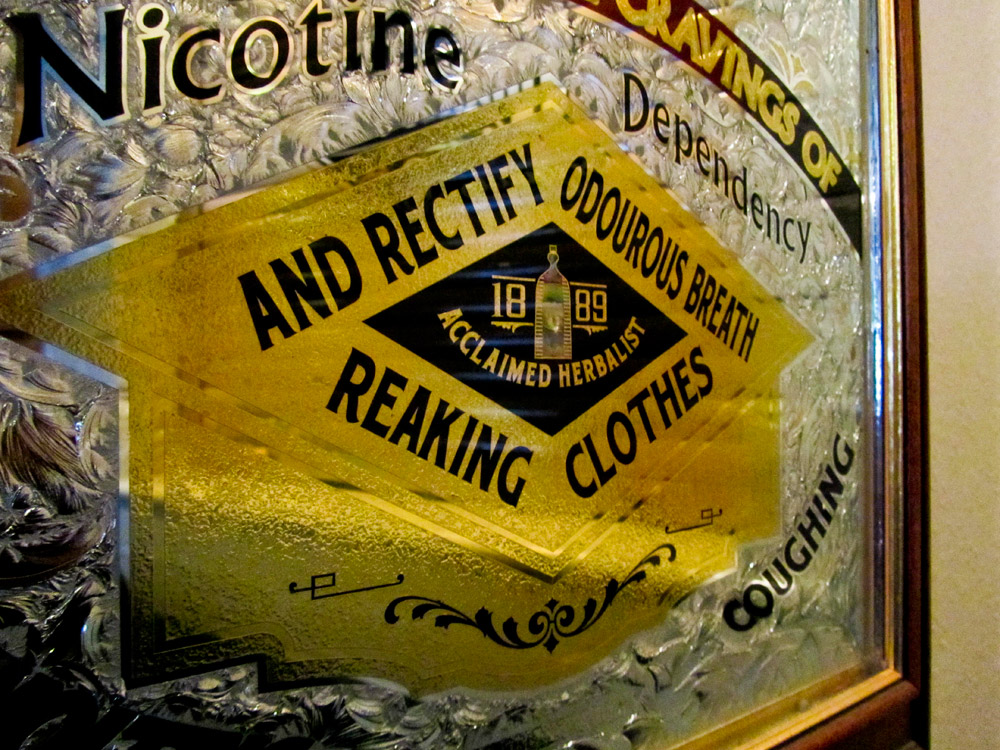 Nicotine
CRAVINGS OF
Dependency
AND RECTIFY
ODOUROUS BREATH
18 89
ACCLAIMED HERBALIST
REAKING
CLOTHES
COUGHING